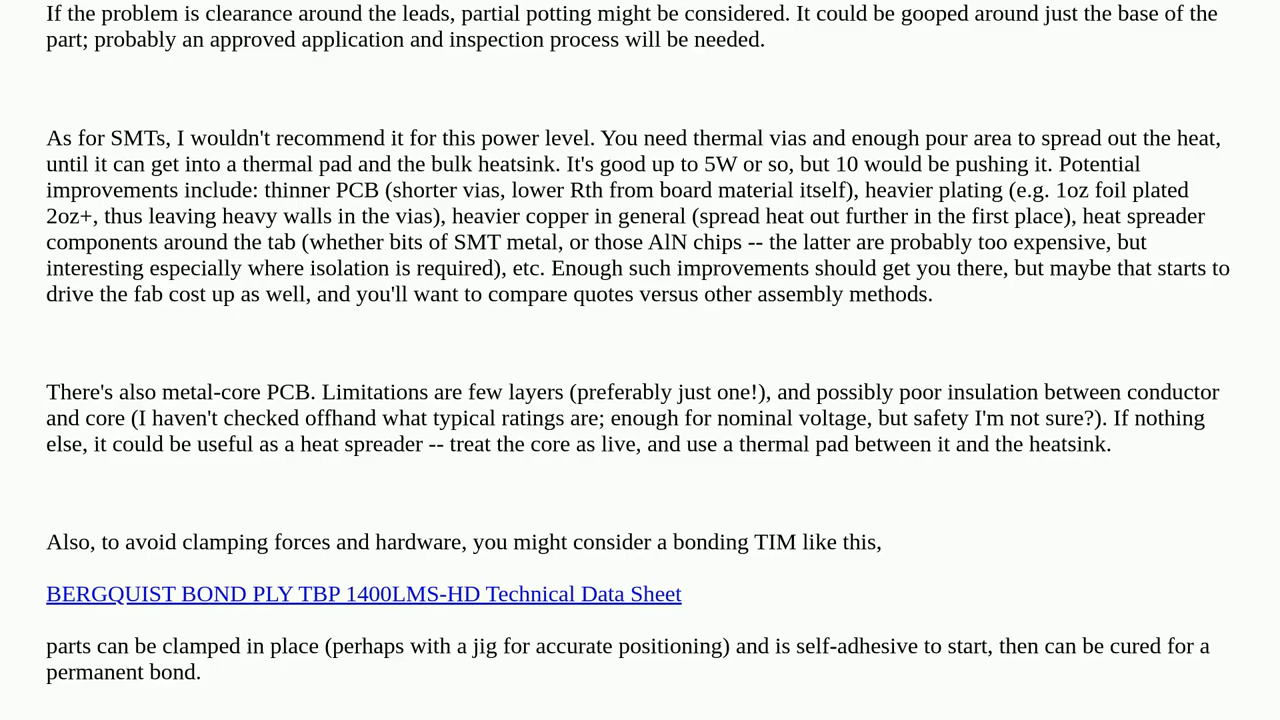 If the problem is clearance around the leads, partial potting might be considered. It could be gooped around just the base of the
part; probably an approved application and inspection process will be needed.
As for SMTs, I wouldn't recommend it for this power level. You need thermal vias and enough pour area to spread out the heat,
until it can get into a thermal pad and the bulk heatsink. It's good up to 5W or so, but 10 would be pushing it. Potential
improvements include: thinner PCB (shorter vias, lower Rth from board material itself), heavier plating (e.g. 1oz foil plated
2oz+, thus leaving heavy walls in the vias), heavier copper in general (spread heat out further in the first place), heat spreader
components around the tab (whether bits of SMT metal, or those AlN chips -- the latter are probably too expensive, but
interesting especially where isolation is required), etc. Enough such improvements should get you there, but maybe that starts to
drive the fab cost up as well, and you'll want to compare quotes versus other assembly methods.
There's also metal-core PCB. Limitations are few layers (preferably just one!), and possibly poor insulation between conductor
and core (I haven't checked offhand what typical ratings are; enough for nominal voltage, but safety I'm not sure?). If nothing
else, it could be useful as a heat spreader -- treat the core as live, and use a thermal pad between it and the heatsink.
Also, to avoid clamping forces and hardware, you might consider a bonding TIM like this,
BERGQUIST BOND PLY TBP 1400LMS-HD Technical Data Sheet
parts can be clamped in place (perhaps with a jig for accurate positioning) and is self-adhesive to start, then can be cured for a
permanent bond.